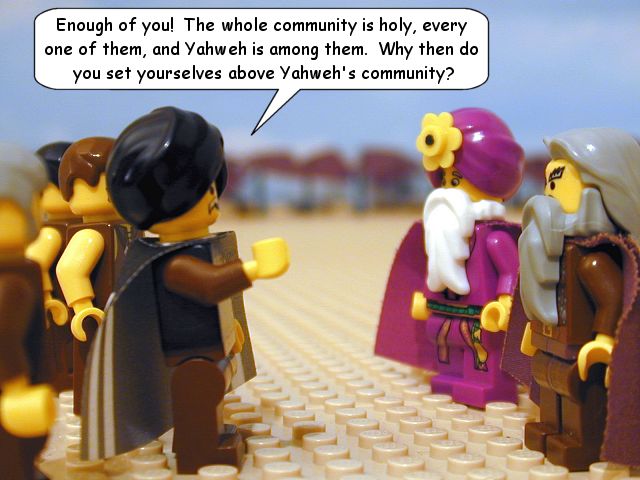 Enough of you! The whole community is holy, every
one of them, and Yahweh is among them. Why then do
you set yourselves above Yahweh's community?